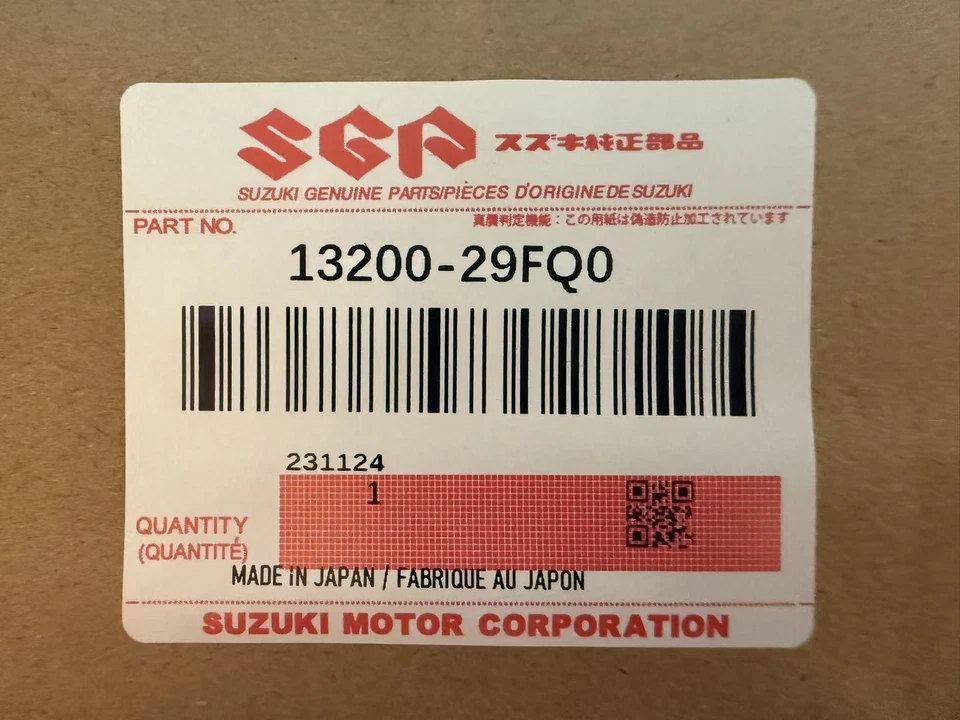 SGP スズキ純正部品
SUZUKI GENUINE PARTS/PIÈCES D'ORIGINE DE SUZUKI
PART NO.
真贋判定機能:この用紙は偽造防止加工されています
13200-29FQ0
231124
1
QUANTITY
(QUANTITÉ)
MADE iN JAPAN / FABRIQUE AU JAPON
SUZUKI MOTOR CORPORATION